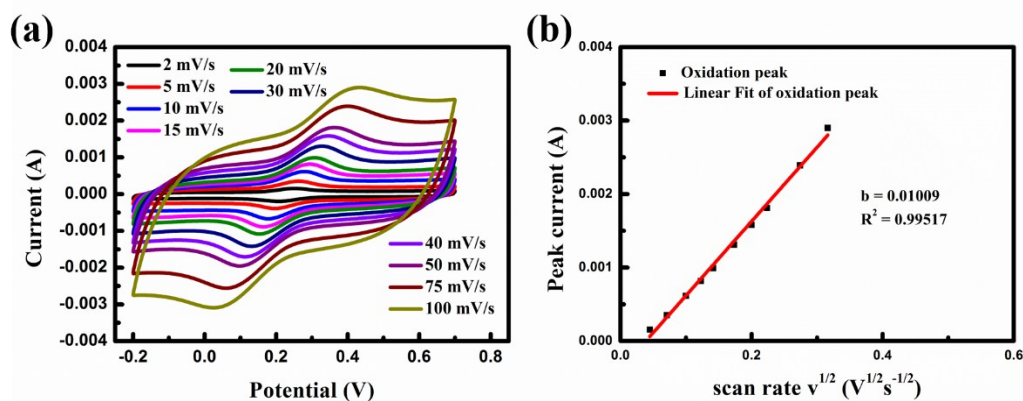 (a)
0.004
0.003
0.002
0.001
0.000
-0.001
-0.002
-0.003
-0.004
Current (A)
2 mV/s
5 mV/s
10 mV/s
15 mV/s
20 mV/s
30 mV/s
40 mV/s
50 mV/s
75 mV/s
100 mV/s
-0.2 0.0 0.2 0.4 0.6 0.8
Potential (V)
(b)
0.004
0.003
0.002
0.001
0.000
Peak current (A)
Oxidation peak
Linear Fit of oxidation peak
b = 0.01009
R² = 0.99517
0.0 0.2 0.4 0.6
scan rate v^1/2 (V^1/2 s^-1/2)